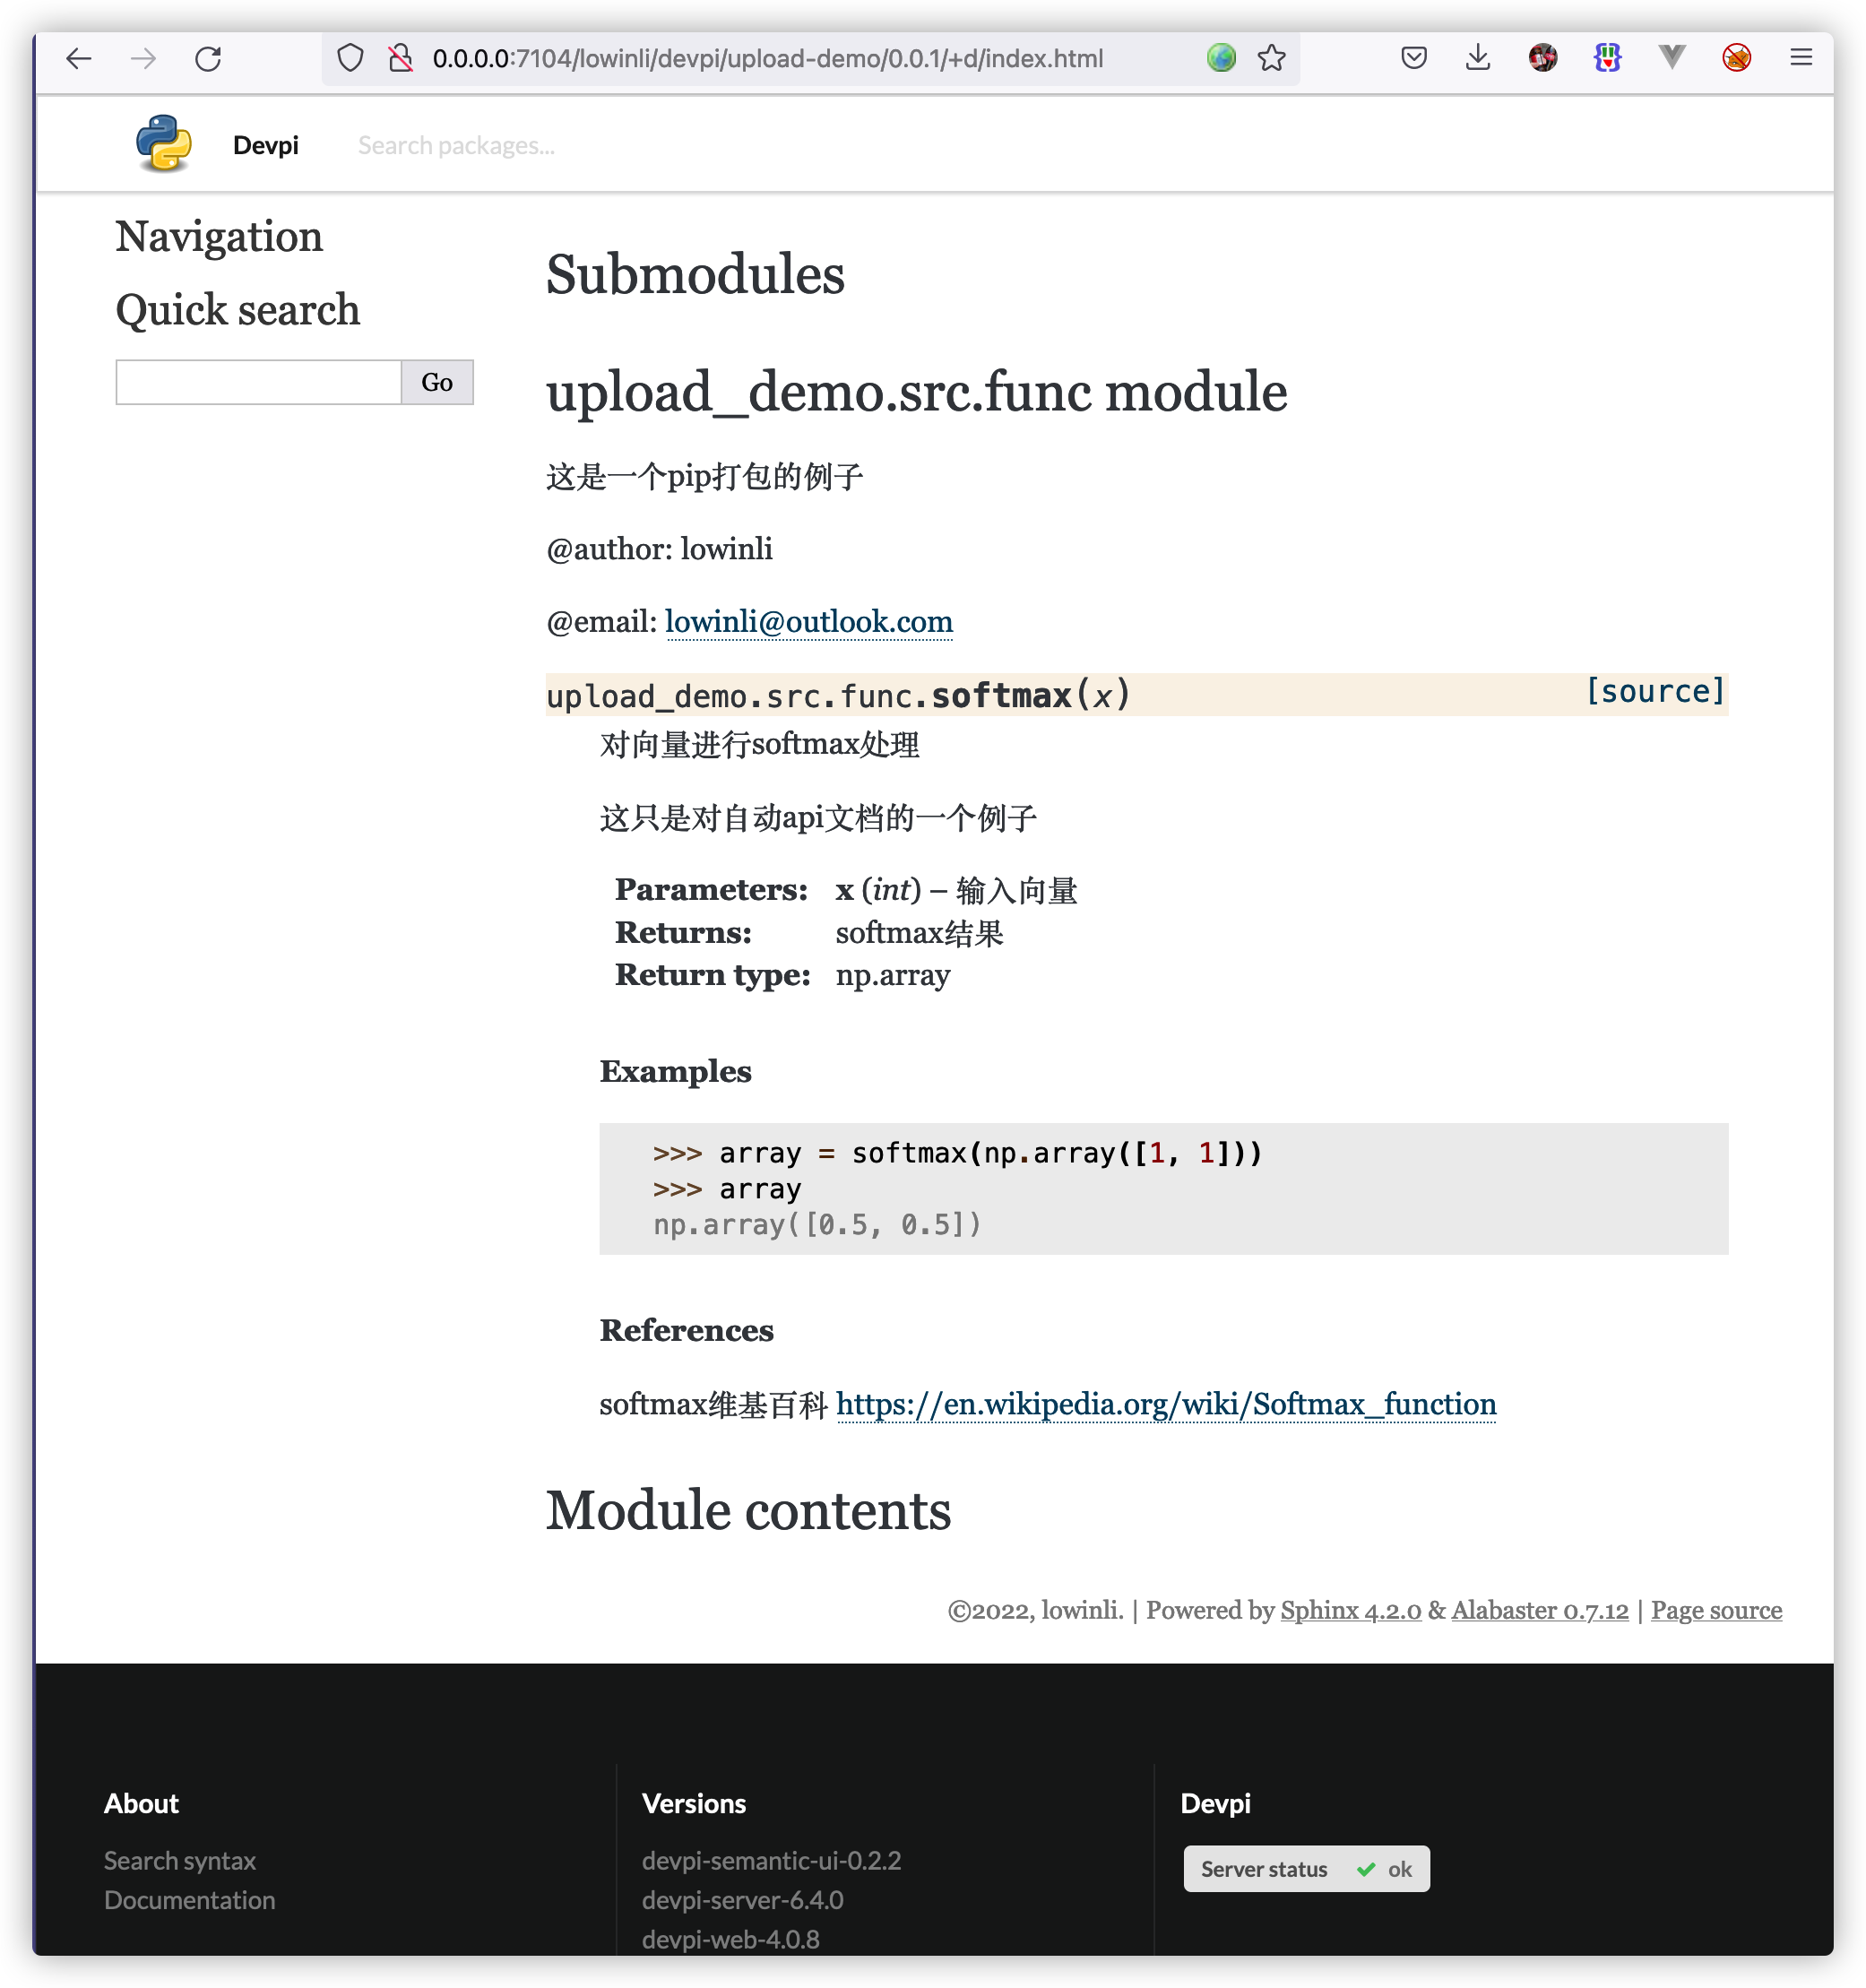 0.0.0.0:7104/lowinli/devpi/upload-demo/0.0.1/+d/index.html
Devpi
Search packages...
Navigation
Quick search
Go
Submodules
upload_demo.src.func module
这是一个pip打包的例子
@author: lowinli
@email: lowinli@outlook.com
upload_demo.src.func.softmax(x)
[source]
对向量进行softmax处理
这只是对自动api文档的一个例子
Parameters: x (int) – 输入向量
Returns: softmax结果
Return type: np.array
Examples
>>> array = softmax(np.array([1, 1]))
>>> array
np.array([0.5, 0.5])
References
softmax维基百科 https://en.wikipedia.org/wiki/Softmax_function
Module contents
©2022, lowinli. | Powered by Sphinx 4.2.0 & Alabaster 0.7.12 | Page source
About
Search syntax
Documentation
Versions
devpi-semantic-ui-0.2.2
devpi-server-6.4.0
devpi-web-4.0.8
Devpi
Server status ok